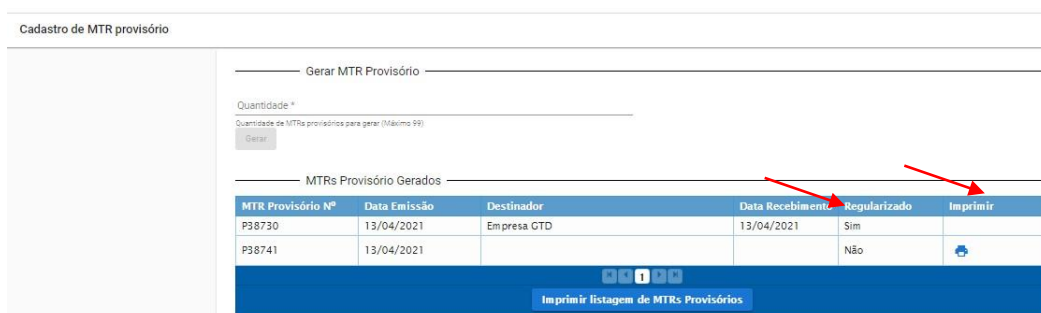 Cadastro de MTR provisório
Gerar MTR Provisório
Quantidade *
Quantidade de MTRs provisórios para gerar (Máximo 99)
Gerar
MTRs Provisório Gerados
MTR Provisório Nº Data Emissão Destinador Data Recebimento Regularizado Imprimir
P38730 13/04/2021 Empresa GTD 13/04/2021 Sim
P38741 13/04/2021 Não
1
Imprimir listagem de MTRs Provisórios